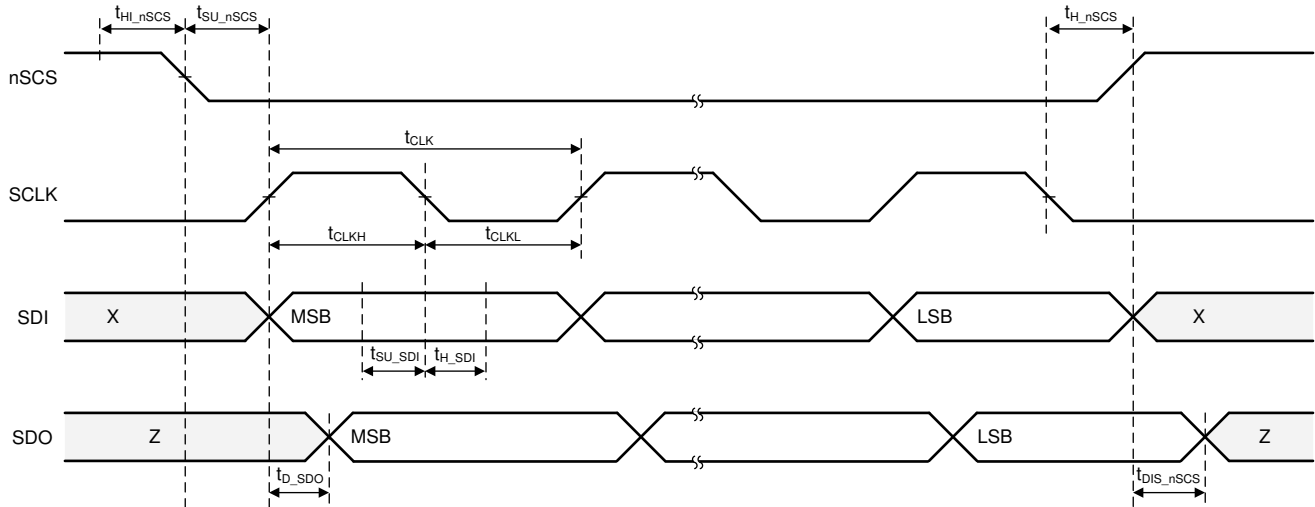 tHI_nSCS tSU_nSCS tH_nSCS
nSCS
tCLK
SCLK
tCLKH tCLKL
SDI X MSB LSB X
tSU_SDI tH_SDI
SDO Z MSB LSB Z
tD_SDO tDIS_nSCS